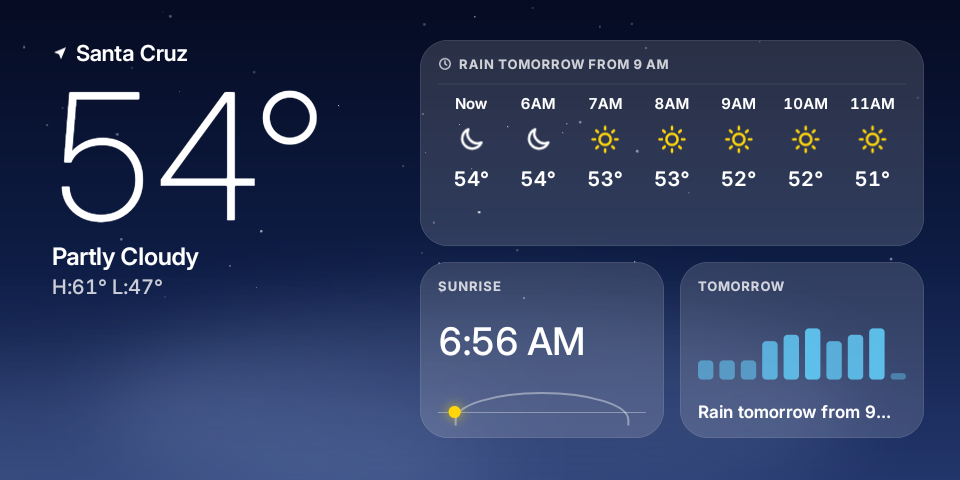 Santa Cruz
54°
Partly Cloudy
H:61° L:47°
RAIN TOMORROW FROM 9 AM
Now 6AM 7AM 8AM 9AM 10AM 11AM
54° 54° 53° 53° 52° 52° 51°
SUNRISE
6:56 AM
TOMORROW
Rain tomorrow from 9...